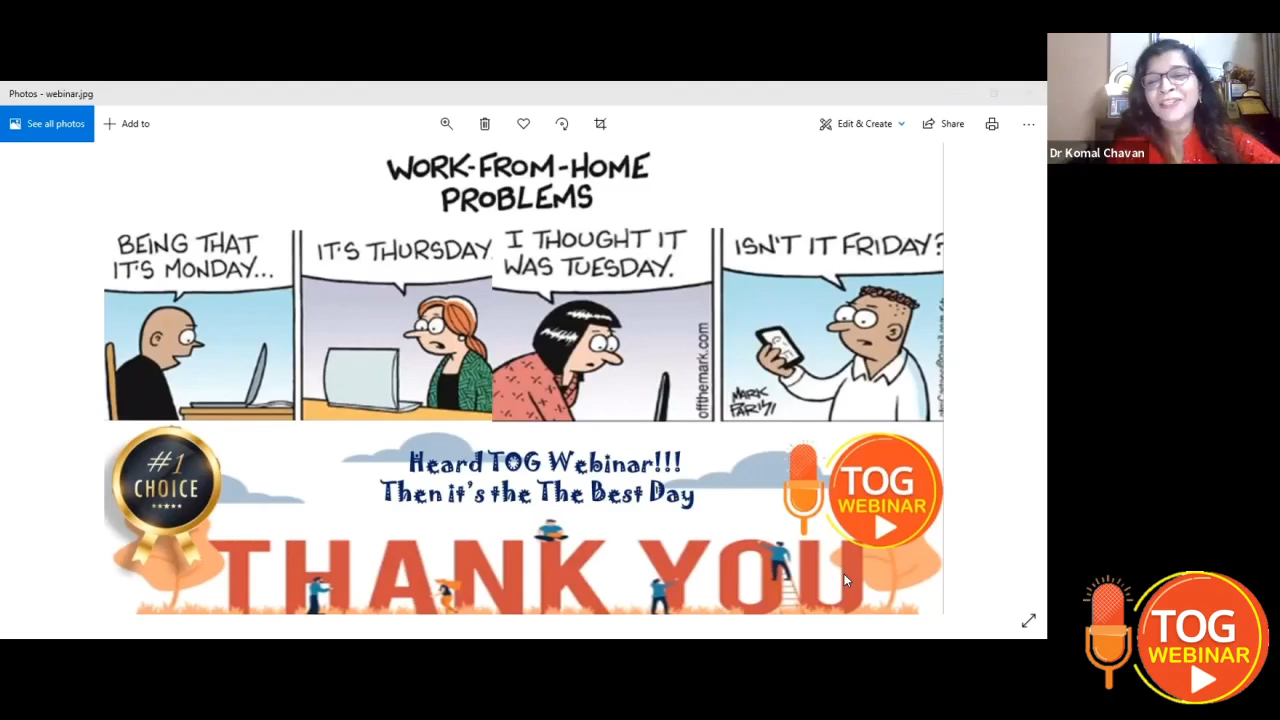 Photos - webinar.jpg
See all photos
Add to
Edit & Create
Share
Dr Komal Chavan
WORK-FROM-HOME
PROBLEMS
BEING THAT
IT'S MONDAY...
IT'S THURSDAY
I THOUGHT IT
WAS TUESDAY.
ISN'T IT FRIDAY?
offthemark.com
MARK
PARISI
#1
CHOICE
Heard TOG Webinar!!!
Then it's the The Best Day
TOG
WEBINAR
THANK YOU
TOG
WEBINAR